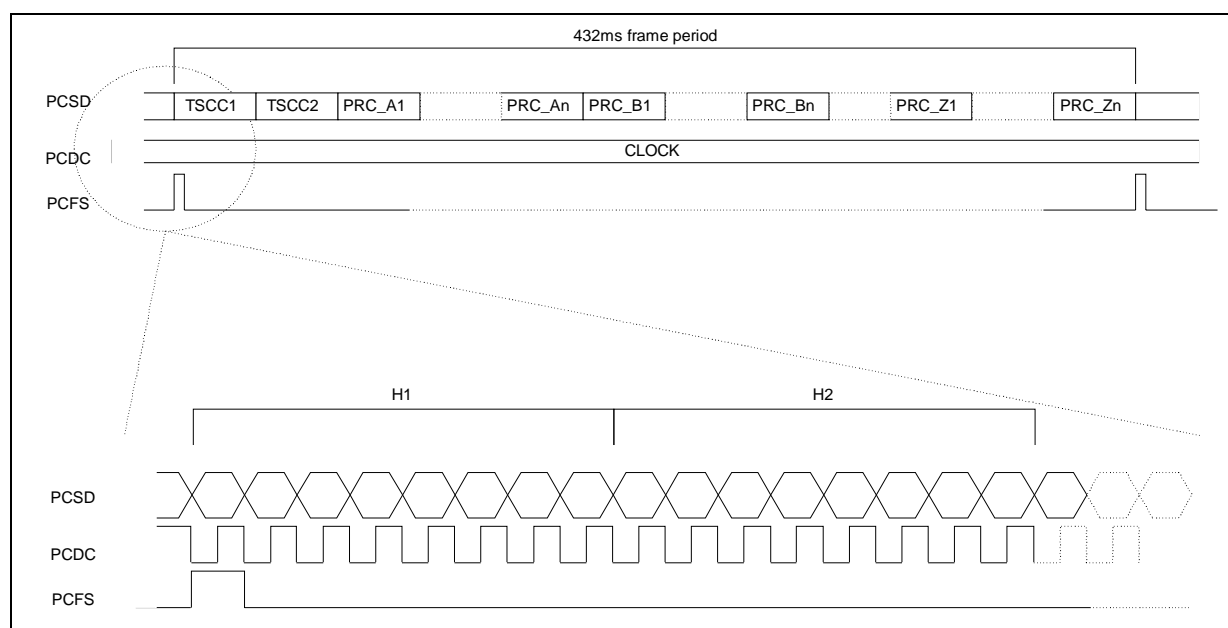 432ms frame period
PCSD TSCC1 TSCC2 PRC_A1 PRC_An PRC_B1 PRC_Bn PRC_Z1 PRC_Zn
PCDC CLOCK
PCFS
H1 H2
PCSD
PCDC
PCFS